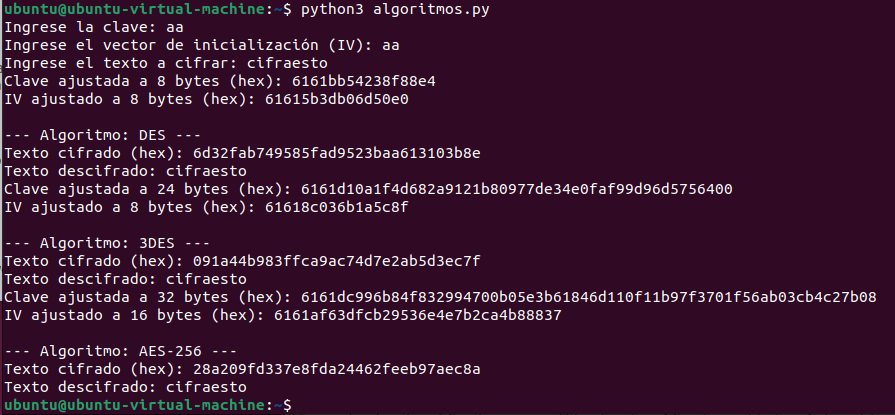 ubuntu@ubuntu-virtual-machine:~$ python3 algoritmos.py
Ingrese la clave: aa
Ingrese el vector de inicialización (IV): aa
Ingrese el texto a cifrar: cifraesto
Clave ajustada a 8 bytes (hex): 6161bb54238f88e4
IV ajustado a 8 bytes (hex): 61615b3db06d50e0
--- Algoritmo: DES ---
Texto cifrado (hex): 6d32fab749585fad9523baa613103b8e
Texto descifrado: cifraesto
Clave ajustada a 24 bytes (hex): 6161d10a1f4d682a9121b80977de34e0faf99d96d5756400
IV ajustado a 8 bytes (hex): 61618c036b1a5c8f
--- Algoritmo: 3DES ---
Texto cifrado (hex): 091a44b983ffca9ac74d7e2ab5d3ec7f
Texto descifrado: cifraesto
Clave ajustada a 32 bytes (hex): 6161dc996b84f832994700b05e3b61846d110f11b97f3701f56ab03cb4c27b08
IV ajustado a 16 bytes (hex): 6161af63dfcb29536e4e7b2ca4b88837
--- Algoritmo: AES-256 ---
Texto cifrado (hex): 28a209fd337e8fda24462feeb97aec8a
Texto descifrado: cifraesto
ubuntu@ubuntu-virtual-machine:~$